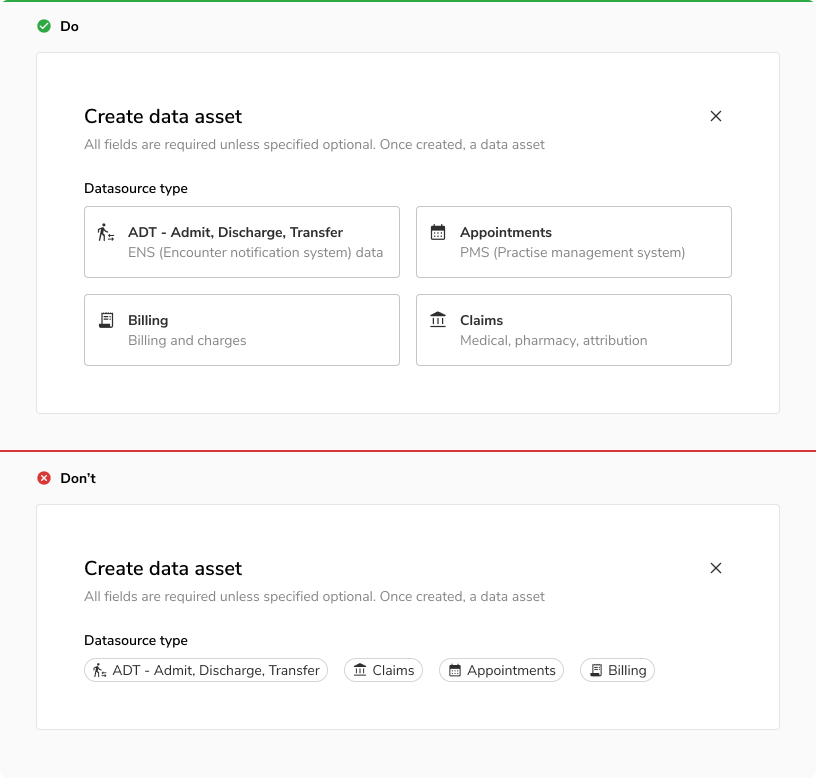 Do
Create data asset
All fields are required unless specified optional. Once created, a data asset
Datasource type
ADT - Admit, Discharge, Transfer
ENS (Encounter notification system) data
Appointments
PMS (Practise management system)
Billing
Billing and charges
Claims
Medical, pharmacy, attribution
Don't
Create data asset
All fields are required unless specified optional. Once created, a data asset
Datasource type
ADT - Admit, Discharge, Transfer
Claims
Appointments
Billing